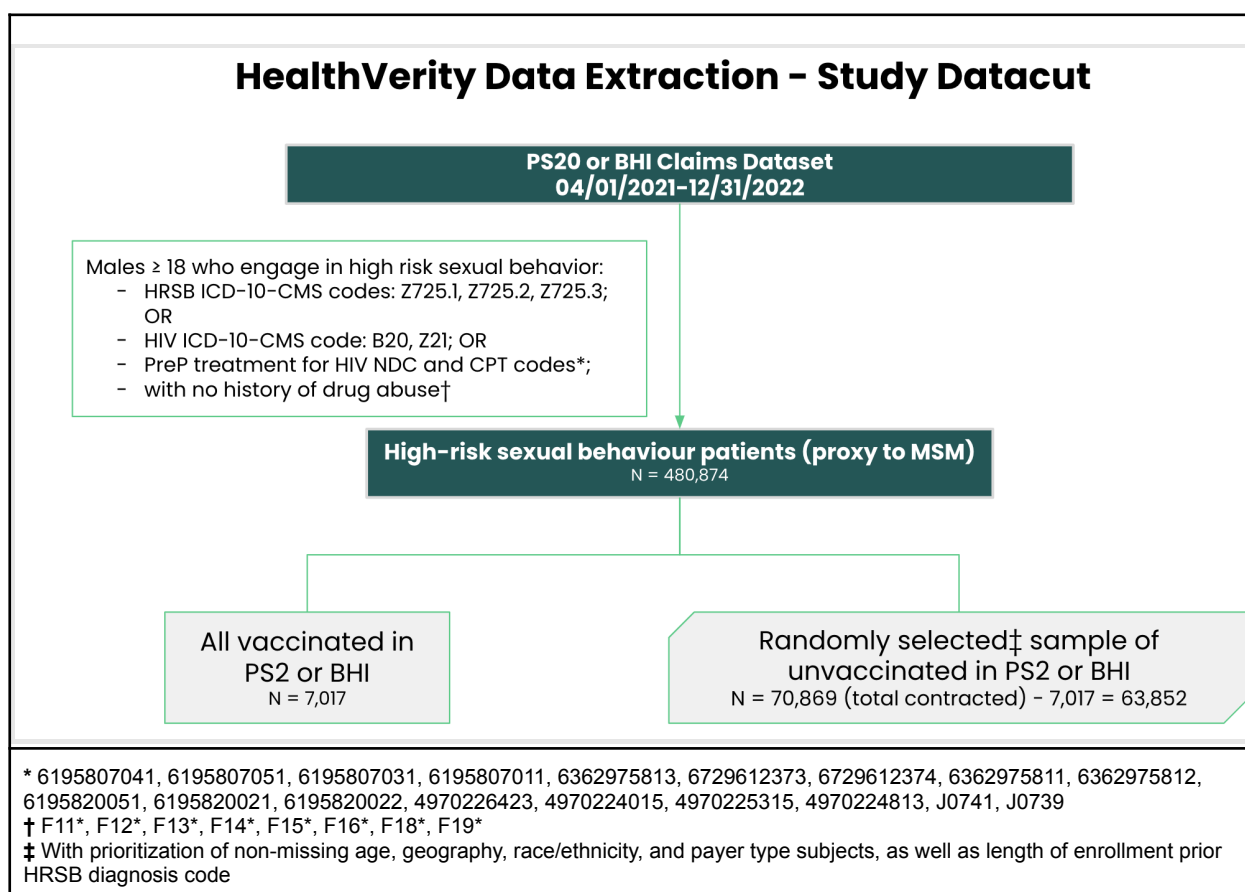 HealthVerity Data Extraction - Study Datacut
PS20 or BHI Claims Dataset
04/01/2021-12/31/2022
Males ≥ 18 who engage in high risk sexual behavior:
- HRSB ICD-10-CMS codes: Z725.1, Z725.2, Z725.3;
OR
- HIV ICD-10-CMS code: B20, Z21; OR
- PreP treatment for HIV NDC and CPT codes*;
- with no history of drug abuse†
High-risk sexual behaviour patients (proxy to MSM)
N = 480,874
All vaccinated in
PS2 or BHI
N = 7,017
Randomly selected‡ sample of
unvaccinated in PS2 or BHI
N = 70,869 (total contracted) - 7,017 = 63,852
* 6195807041, 6195807051, 6195807031, 6195807011, 6362975813, 6729612373, 6729612374, 6362975811, 6362975812,
6195820051, 6195820021, 6195820022, 4970226423, 4970224015, 4970225315, 4970224813, J0741, J0739
† F11*, F12*, F13*, F14*, F15*, F16*, F18*, F19*
‡ With prioritization of non-missing age, geography, race/ethnicity, and payer type subjects, as well as length of enrollment prior
HRSB diagnosis code